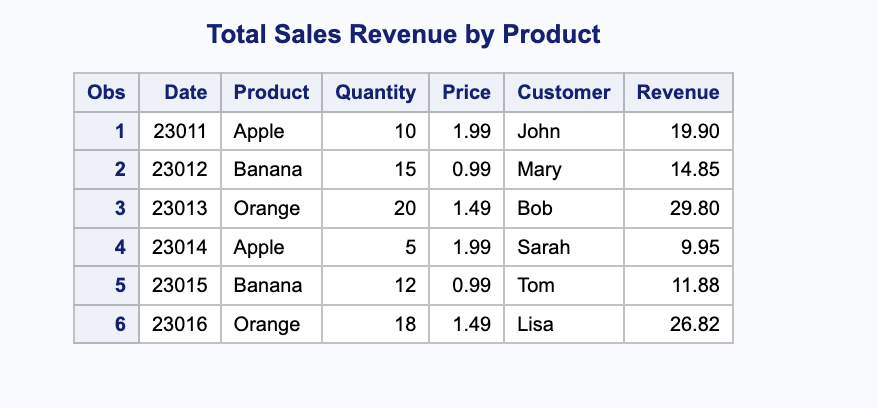 Total Sales Revenue by Product
Obs Date Product Quantity Price Customer Revenue
1 23011 Apple 10 1.99 John 19.90
2 23012 Banana 15 0.99 Mary 14.85
3 23013 Orange 20 1.49 Bob 29.80
4 23014 Apple 5 1.99 Sarah 9.95
5 23015 Banana 12 0.99 Tom 11.88
6 23016 Orange 18 1.49 Lisa 26.82